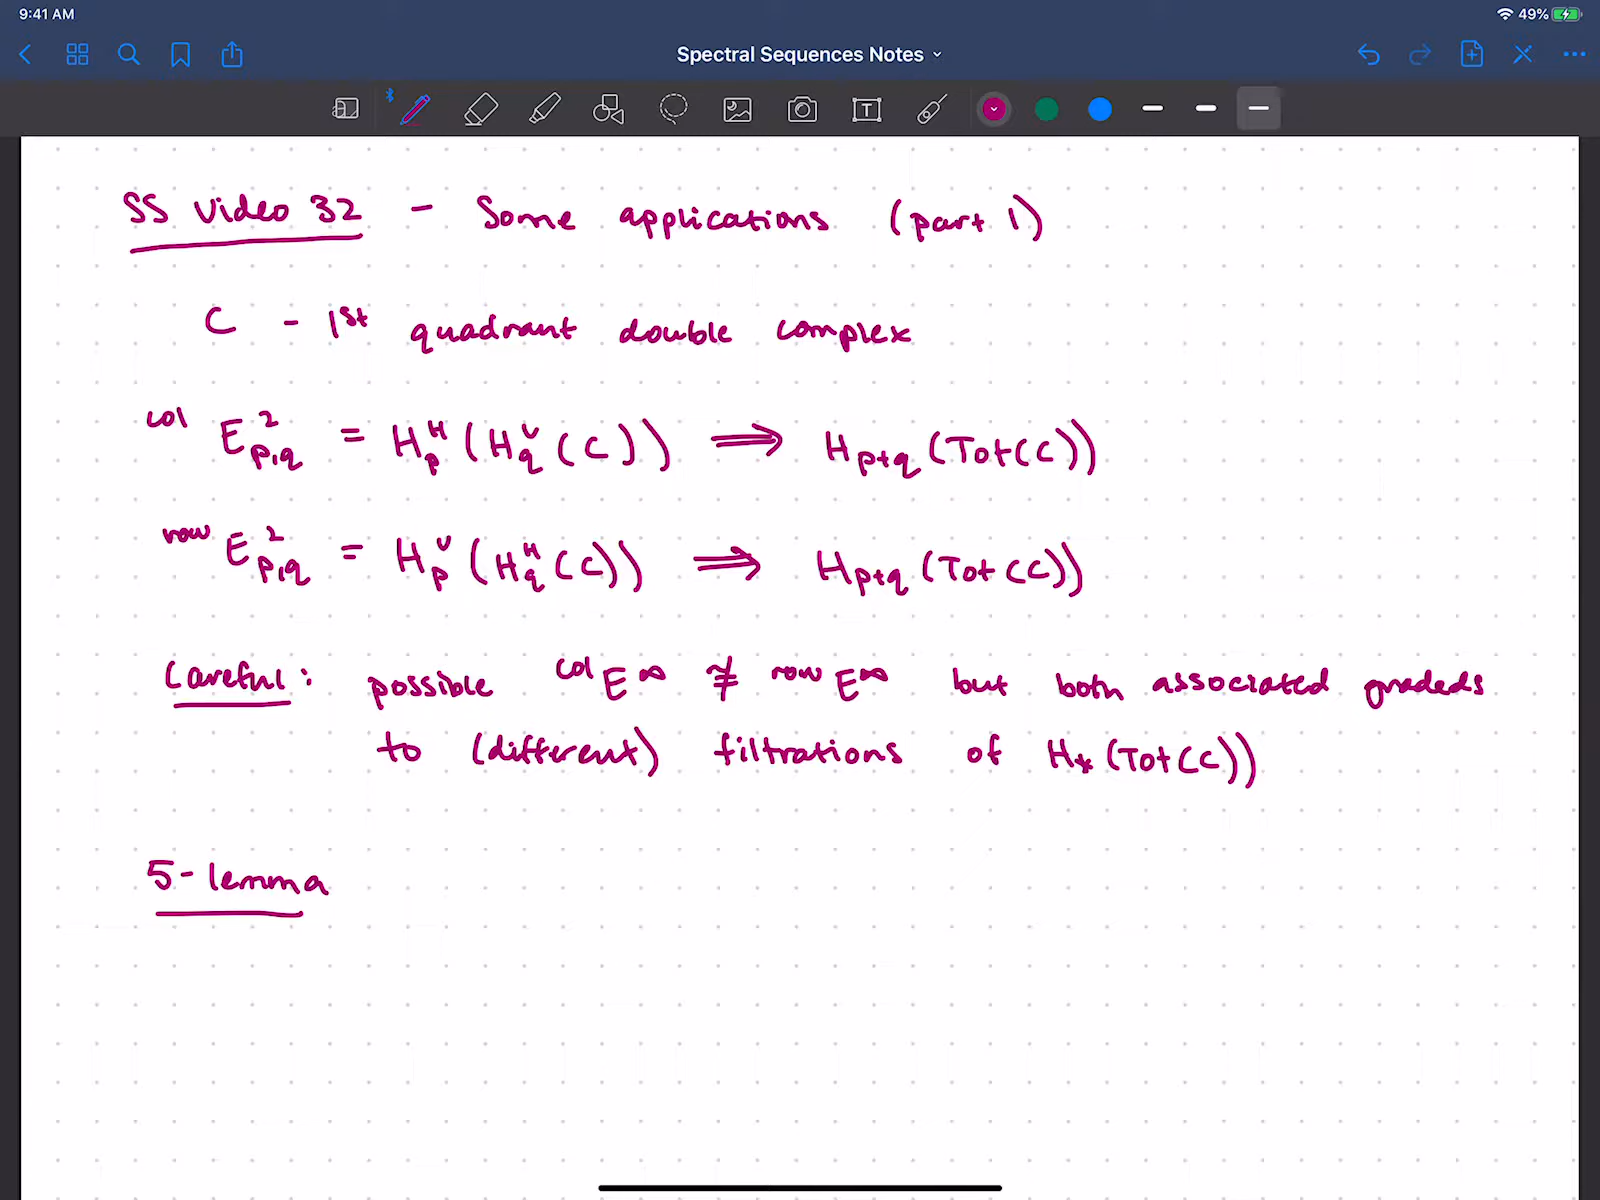 9:41 AM
49%
Spectral Sequences Notes
SS Video 32 - Some applications (part 1)
C - 1st quadrant double complex
col E²_{p,q} = H^H_p (H^V_q (C)) ⟹ H_{p+q} (Tot(C))
row E²_{p,q} = H^V_p (H^H_q (C)) ⟹ H_{p+q} (Tot(C))
Careful: possible col E^∞ ≇ row E^∞ but both associated gradeds
to (different) filtrations of H_* (Tot(C))
5-lemma